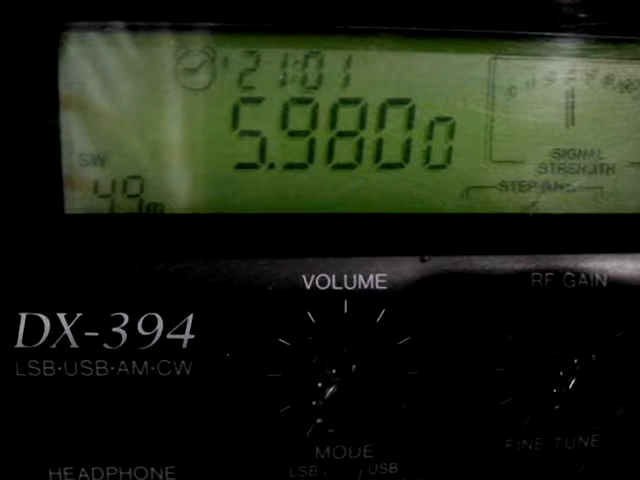 21:01
5.9800
SIGNAL
STRENGTH
SW
49m
STEP
VOLUME
RF GAIN
DX-394
LSB·USB·AM·CW
MODE
FINE TUNE
LSB
USB
HEADPHONE